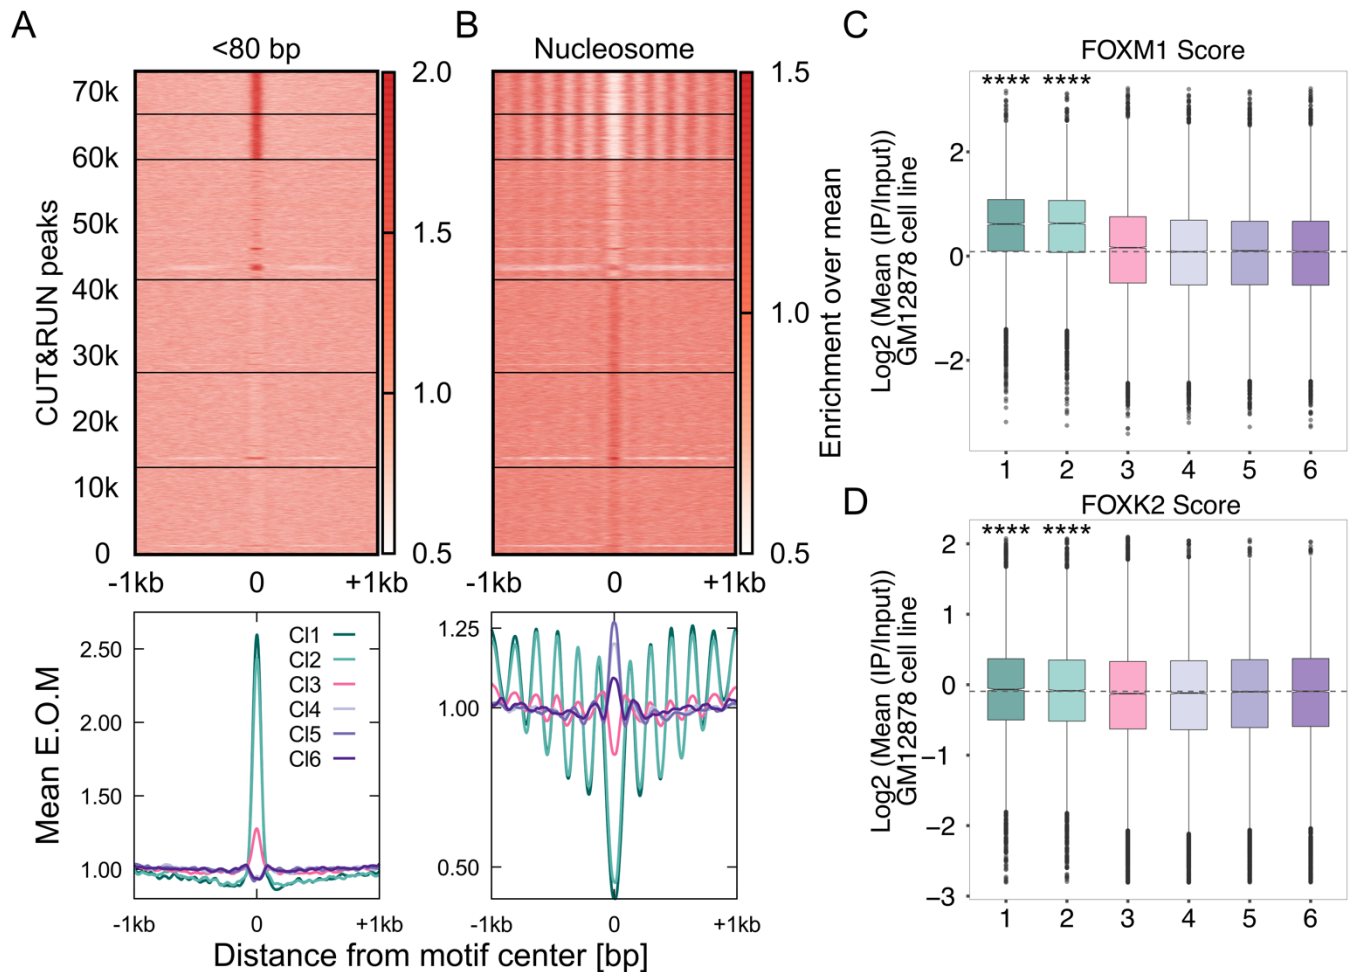 A
<80 bp
70k
60k
50k
40k
30k
20k
10k
0
CUT&RUN peaks
-1kb
0
+1kb
2.0
1.5
1.0
0.5
B
Nucleosome
-1kb
0
+1kb
1.5
1.0
0.5
Enrichment over mean
2.50
2.00
1.50
1.00
Mean E.O.M
Cl1
Cl2
Cl3
Cl4
Cl5
Cl6
-1kb
0
+1kb
1.25
1.00
0.50
-1kb
0
+1kb
Distance from motif center [bp]
C
FOXM1 Score
**** ****
2
0
−2
Log2 (Mean (IP/Input))
GM12878 cell line
1 2 3 4 5 6
D
FOXK2 Score
**** ****
2
1
0
−1
−2
−3
Log2 (Mean (IP/Input))
GM12878 cell line
1 2 3 4 5 6